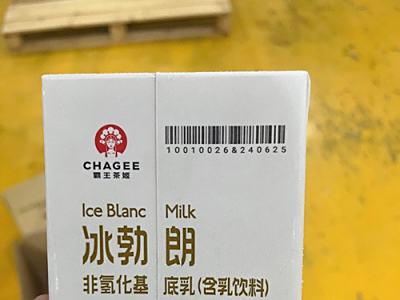 CHAGEE
霸王茶姬
10010026&240625
Ice Blanc Milk
冰勃朗
非氢化基底乳(含乳饮料)